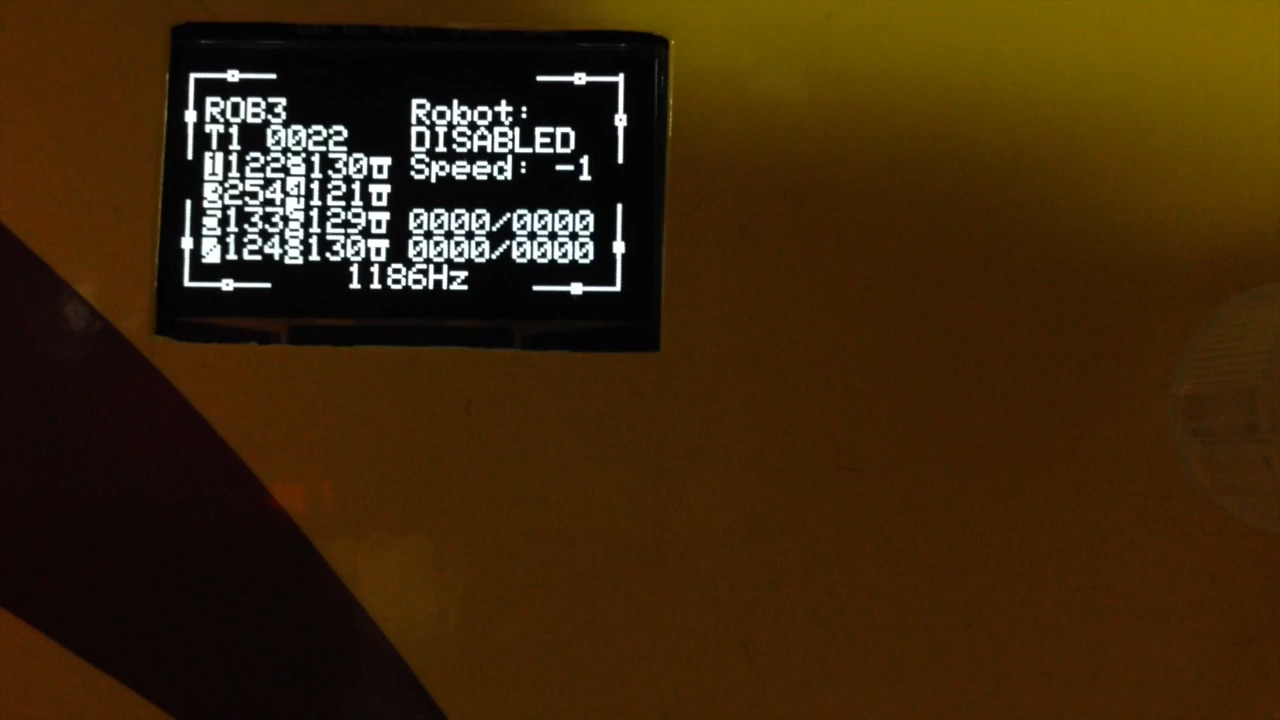 ROB3
T1 0022
1 122 130
254 121
133 129
124 130
Robot:
DISABLED
Speed: -1
0000/0000
0000/0000
1186Hz